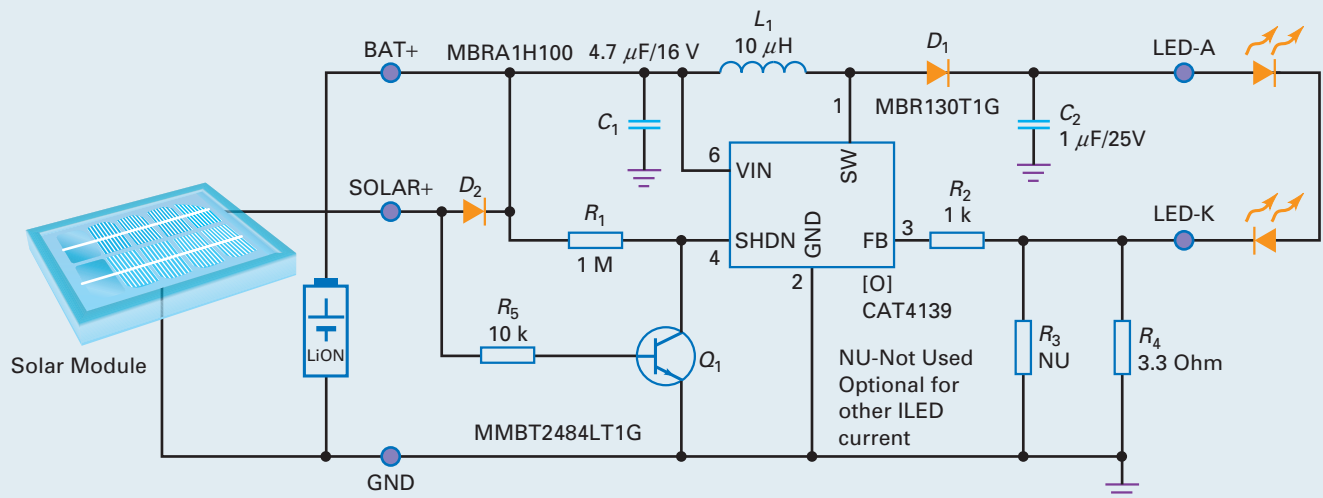 L1
10 μH
BAT+
MBRA1H100
4.7 μF/16 V
D1
LED-A
MBR130T1G
1
C1
C2
1 μF/25V
6
VIN
SW
SOLAR+
D2
R1
1 M
SHDN
4
GND
2
FB
3
R2
1 k
LED-K
[O]
CAT4139
R5
10 k
Q1
LiON
Solar Module
NU-Not Used
Optional for
other ILED
current
R3
NU
R4
3.3 Ohm
MMBT2484LT1G
GND